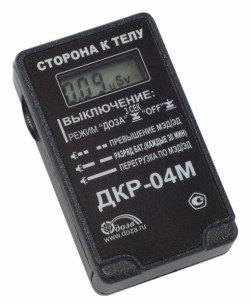 СТОРОНА К ТЕЛУ
0.09 μSv
ВЫКЛЮЧЕНИЕ:
3 СЕК
РЕЖИМ "ДОЗА" > "OFF"
ПРЕВЫШЕНИЕ МЭД/ЭД
РАЗРЯД БАТ.(КАЖДЫЕ 30 МИН)
ПЕРЕГРУЗКА ПО МЭД/ЭД
ДКР-04М
доза
www.doza.ru